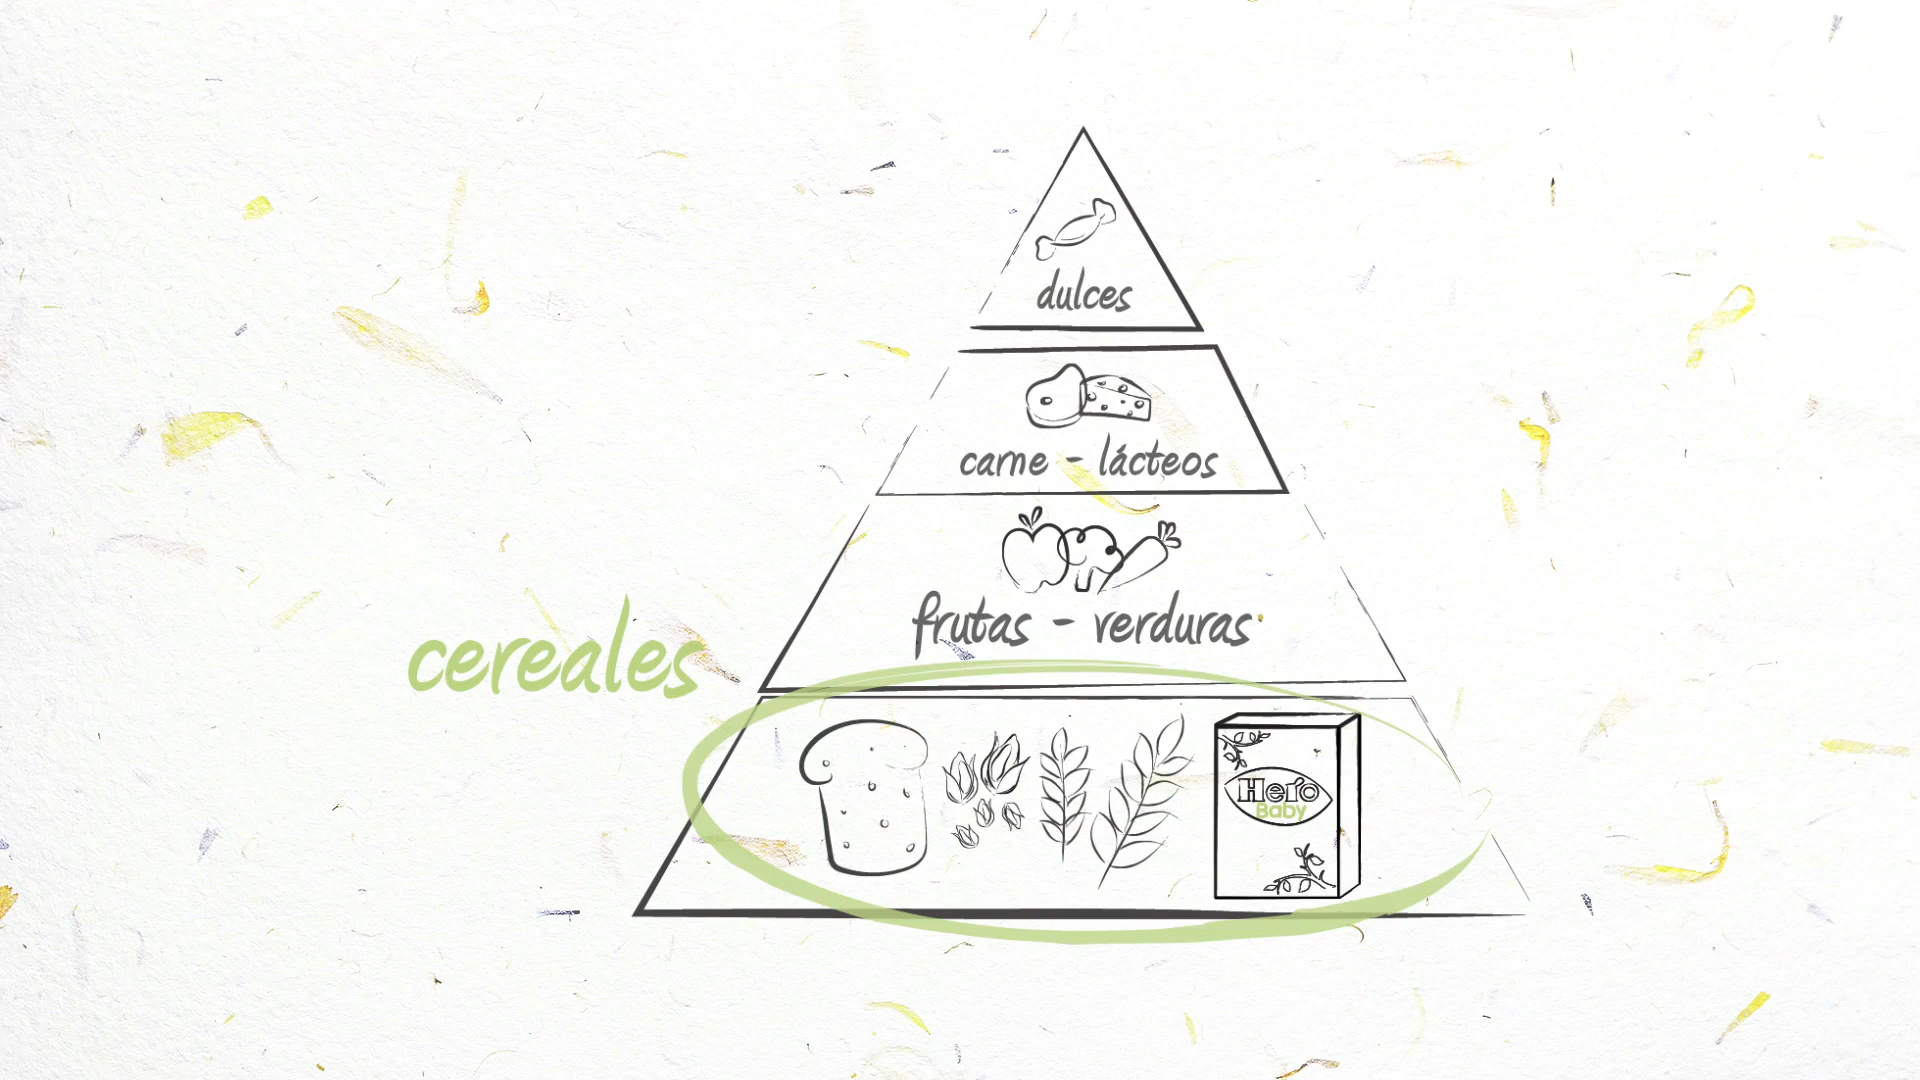 dulces
carne - lácteos
frutas - verduras
cereales
Hero
Baby